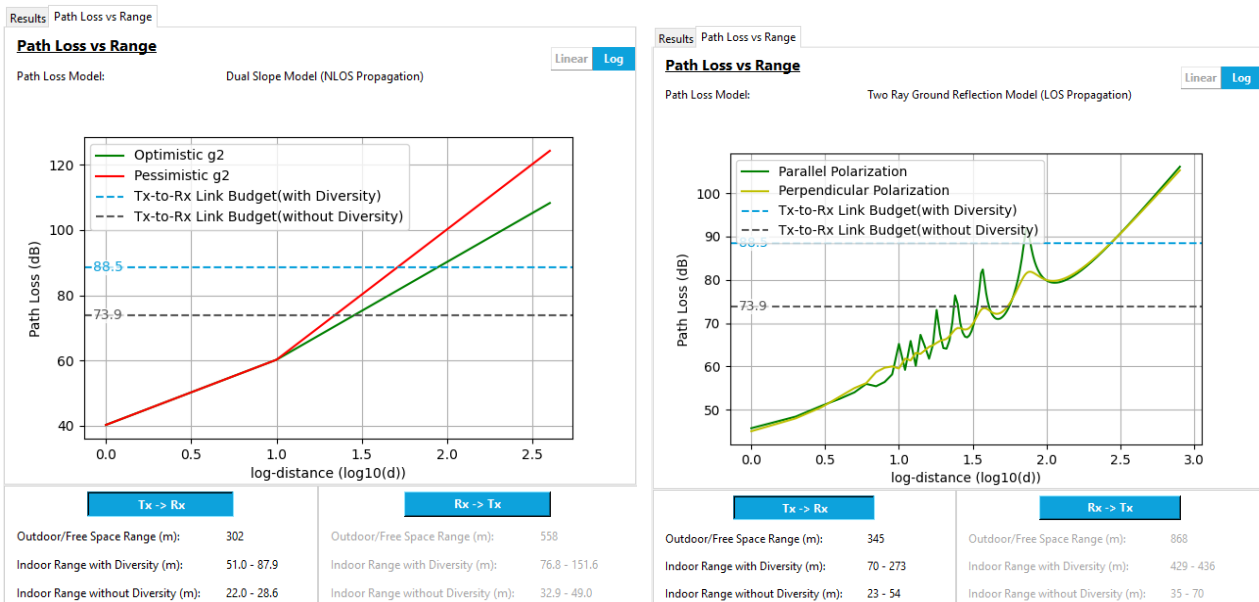 Results Path Loss vs Range
Path Loss vs Range
Linear Log
Path Loss Model: Dual Slope Model (NLOS Propagation)
Optimistic g2
Pessimistic g2
Tx-to-Rx Link Budget(with Diversity)
Tx-to-Rx Link Budget(without Diversity)
120
100
88.5
80
73.9
60
40
Path Loss (dB)
0.0 0.5 1.0 1.5 2.0 2.5
log-distance (log10(d))
Tx -> Rx Rx -> Tx
Outdoor/Free Space Range (m): 302 Outdoor/Free Space Range (m): 558
Indoor Range with Diversity (m): 51.0 - 87.9 Indoor Range with Diversity (m): 76.8 - 151.6
Indoor Range without Diversity (m): 22.0 - 28.6 Indoor Range without Diversity (m): 32.9 - 49.0
Results Path Loss vs Range
Path Loss vs Range
Linear Log
Path Loss Model: Two Ray Ground Reflection Model (LOS Propagation)
Parallel Polarization
Perpendicular Polarization
Tx-to-Rx Link Budget(with Diversity)
Tx-to-Rx Link Budget(without Diversity)
100
90
88.5
80
73.9
70
60
50
Path Loss (dB)
0.0 0.5 1.0 1.5 2.0 2.5 3.0
log-distance (log10(d))
Tx -> Rx Rx -> Tx
Outdoor/Free Space Range (m): 345 Outdoor/Free Space Range (m): 868
Indoor Range with Diversity (m): 70 - 273 Indoor Range with Diversity (m): 429 - 436
Indoor Range without Diversity (m): 23 - 54 Indoor Range without Diversity (m): 35 - 70